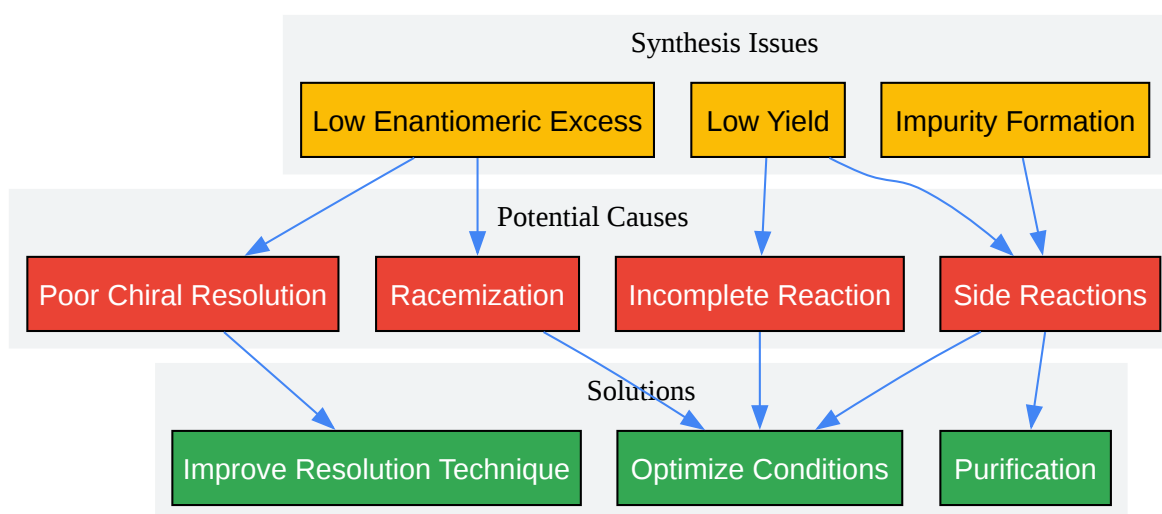 Synthesis Issues
Low Enantiomeric Excess
Low Yield
Impurity Formation
Potential Causes
Poor Chiral Resolution
Racemization
Incomplete Reaction
Side Reactions
Solutions
Improve Resolution Technique
Optimize Conditions
Purification